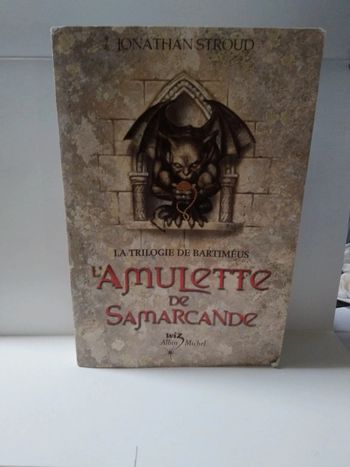 JONATHAN STROUD
LA TRILOGIE DE BARTIMÉUS
L'AMULETTE
DE
SAMARCANDE
wiz
Albin Michel